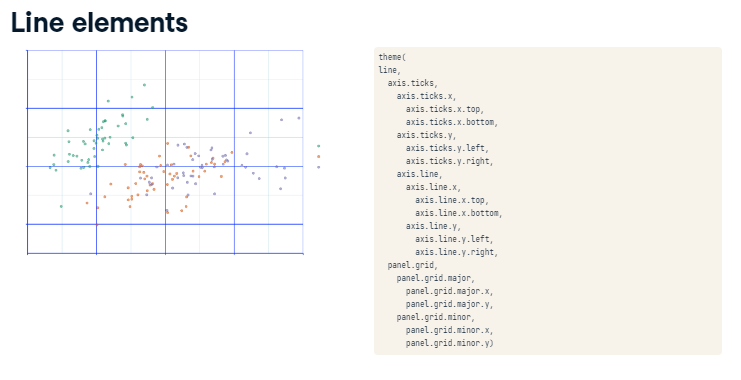 Line elements
theme(
line,
axis.ticks,
axis.ticks.x,
axis.ticks.x.top,
axis.ticks.x.bottom,
axis.ticks.y,
axis.ticks.y.left,
axis.ticks.y.right,
axis.line,
axis.line.x,
axis.line.x.top,
axis.line.x.bottom,
axis.line.y,
axis.line.y.left,
axis.line.y.right,
panel.grid,
panel.grid.major,
panel.grid.major.x,
panel.grid.major.y,
panel.grid.minor,
panel.grid.minor.x,
panel.grid.minor.y)